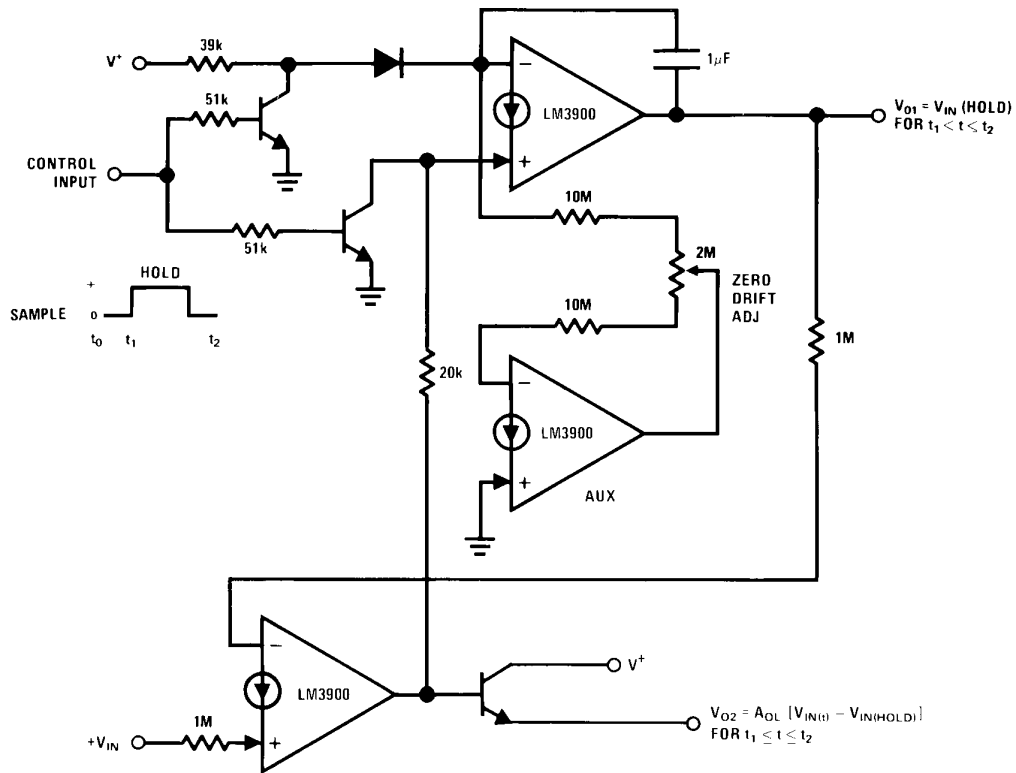 39k
V⁺
1μF
51k
−
LM3900
+
V₀₁ = V_IN (HOLD)
FOR t₁ < t < t₂
CONTROL
INPUT
51k
10M
2M
ZERO
DRIFT
ADJ
10M
HOLD
SAMPLE
+
0
t₀
t₁
t₂
20k
1M
−
LM3900
+
AUX
−
LM3900
+
V⁺
1M
+V_IN
V_O2 = A_OL [V_IN(t) − V_IN(HOLD)]
FOR t₁ ≤ t ≤ t₂